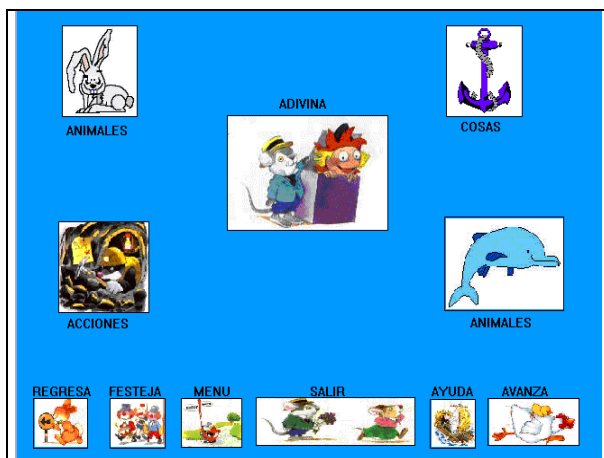 ADIVINA
ANIMALES
COSAS
ACCIONES
ANIMALES
REGRESA
FESTEJA
MENU
SALIR
AYUDA
AVANZA